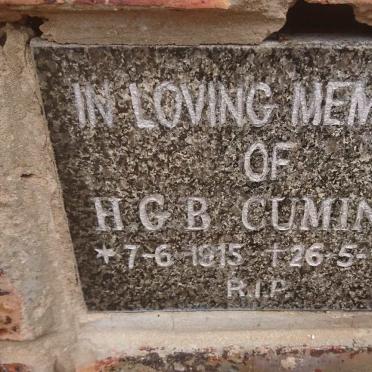 IN LOVING MEM
OF
H.G.B. CUMIN
* 7-6-1915 †26-5-
R.I.P.